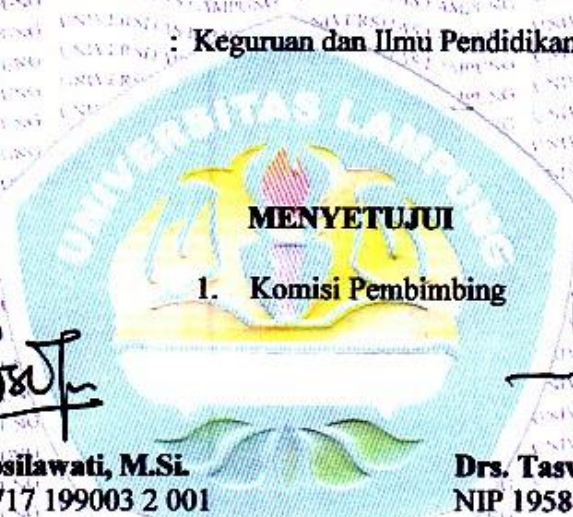 : Keguruan dan Ilmu Pendidikan
UNIVERSITAS LAMPUNG
MENYETUJUI
1. Komisi Pembimbing
silawati, M.Si.
717 199003 2 001
Drs. Tasv
NIP 1958